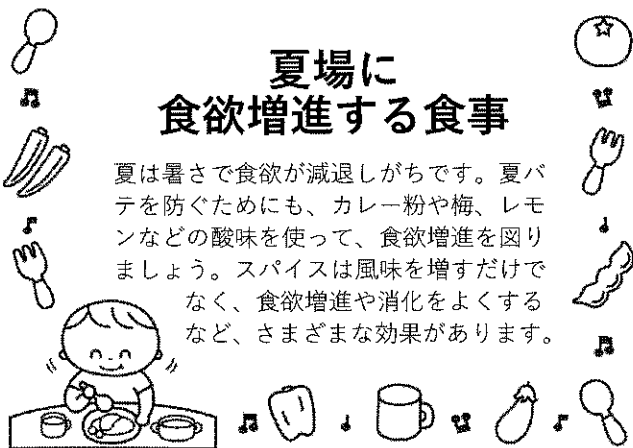 夏場に
食欲増進する食事
夏は暑さで食欲が減退しがちです。夏バ
テを防ぐためにも、カレー粉や梅、レモ
ンなどの酸味を使って、食欲増進を図り
ましょう。スパイスは風味を増すだけで
なく、食欲増進や消化をよくする
など、さまざまな効果があります。